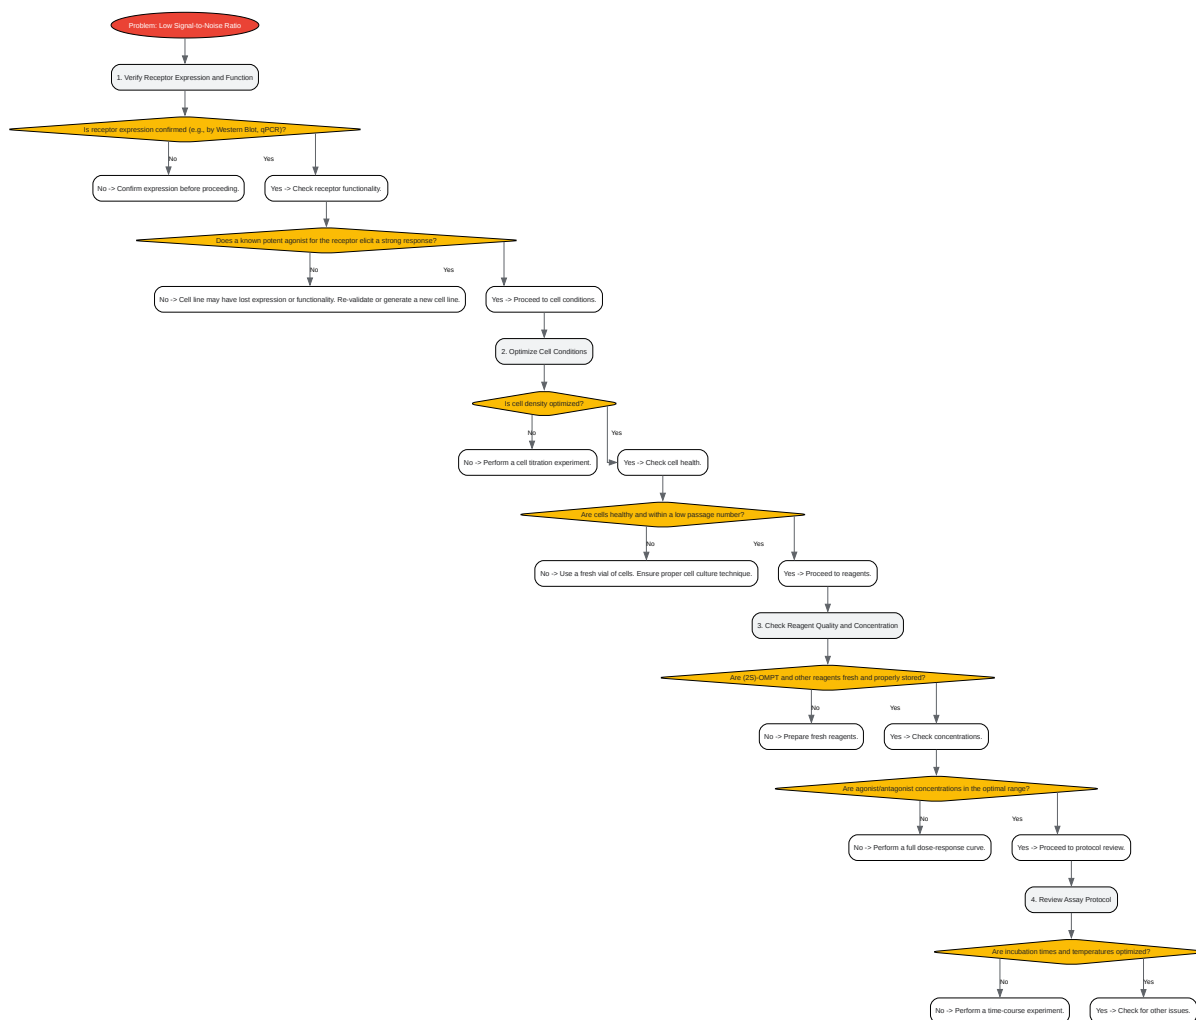 Problem: Low Signal-to-Noise Ratio
1. Verify Receptor Expression and Function
Is receptor expression confirmed (e.g., by Western Blot, qPCR)?
No
Yes
No -> Confirm expression before proceeding.
Yes -> Check receptor functionality.
Does a known potent agonist for the receptor elicit a strong response?
No
Yes
No -> Cell line may have lost expression or functionality. Re-validate or generate a new cell line.
Yes -> Proceed to cell conditions.
2. Optimize Cell Conditions
Is cell density optimized?
No
Yes
No -> Perform a cell titration experiment.
Yes -> Check cell health.
Are cells healthy and within a low passage number?
No
Yes
No -> Use a fresh vial of cells. Ensure proper cell culture technique.
Yes -> Proceed to reagents.
3. Check Reagent Quality and Concentration
Are (2S)-OMPT and other reagents fresh and properly stored?
No
Yes
No -> Prepare fresh reagents.
Yes -> Check concentrations.
Are agonist/antagonist concentrations in the optimal range?
No
Yes
No -> Perform a full dose-response curve.
Yes -> Proceed to protocol review.
4. Review Assay Protocol
Are incubation times and temperatures optimized?
No
Yes
No -> Perform a time-course experiment.
Yes -> Check for other issues.